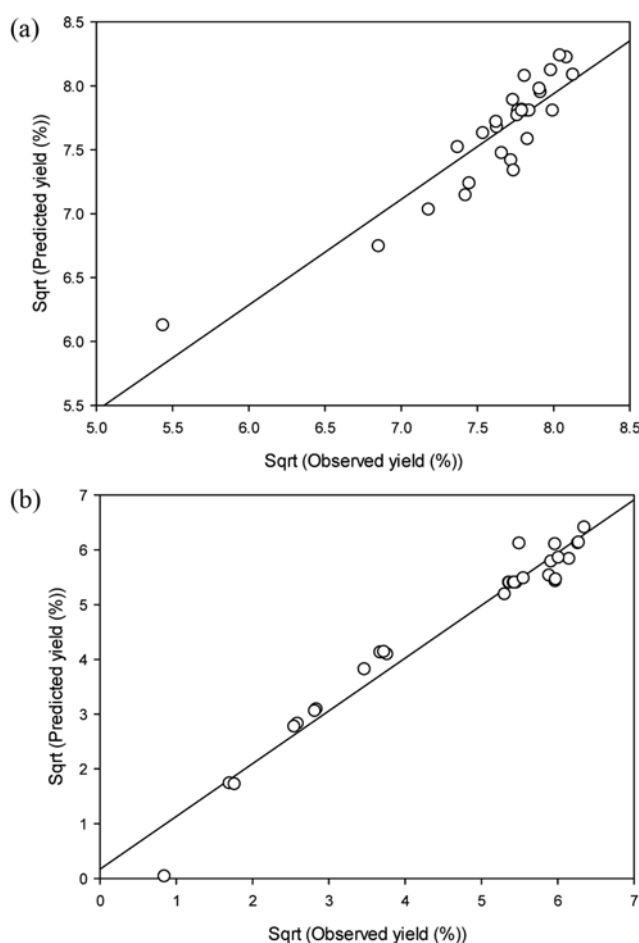 (a)
8.5
8.0
7.5
7.0
6.5
6.0
5.5
Sqrt (Predicted yield (%))
5.0 5.5 6.0 6.5 7.0 7.5 8.0 8.5
Sqrt (Observed yield (%))
(b)
7
6
5
4
3
2
1
0
Sqrt (Predicted yield (%))
0 1 2 3 4 5 6 7
Sqrt (Observed yield (%))